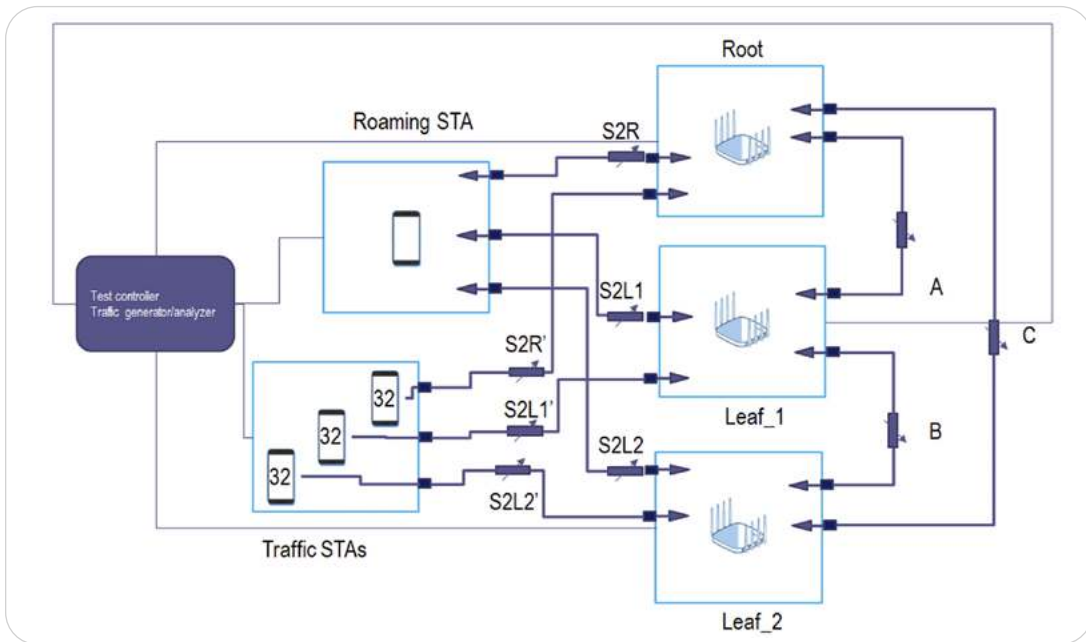 Root
Roaming STA
S2R
Test controller
Traffic generator/analyzer
S2L1
A
C
S2R’
32
S2L1’
32
Leaf_1
B
S2L2
32
S2L2’
Traffic STAs
Leaf_2